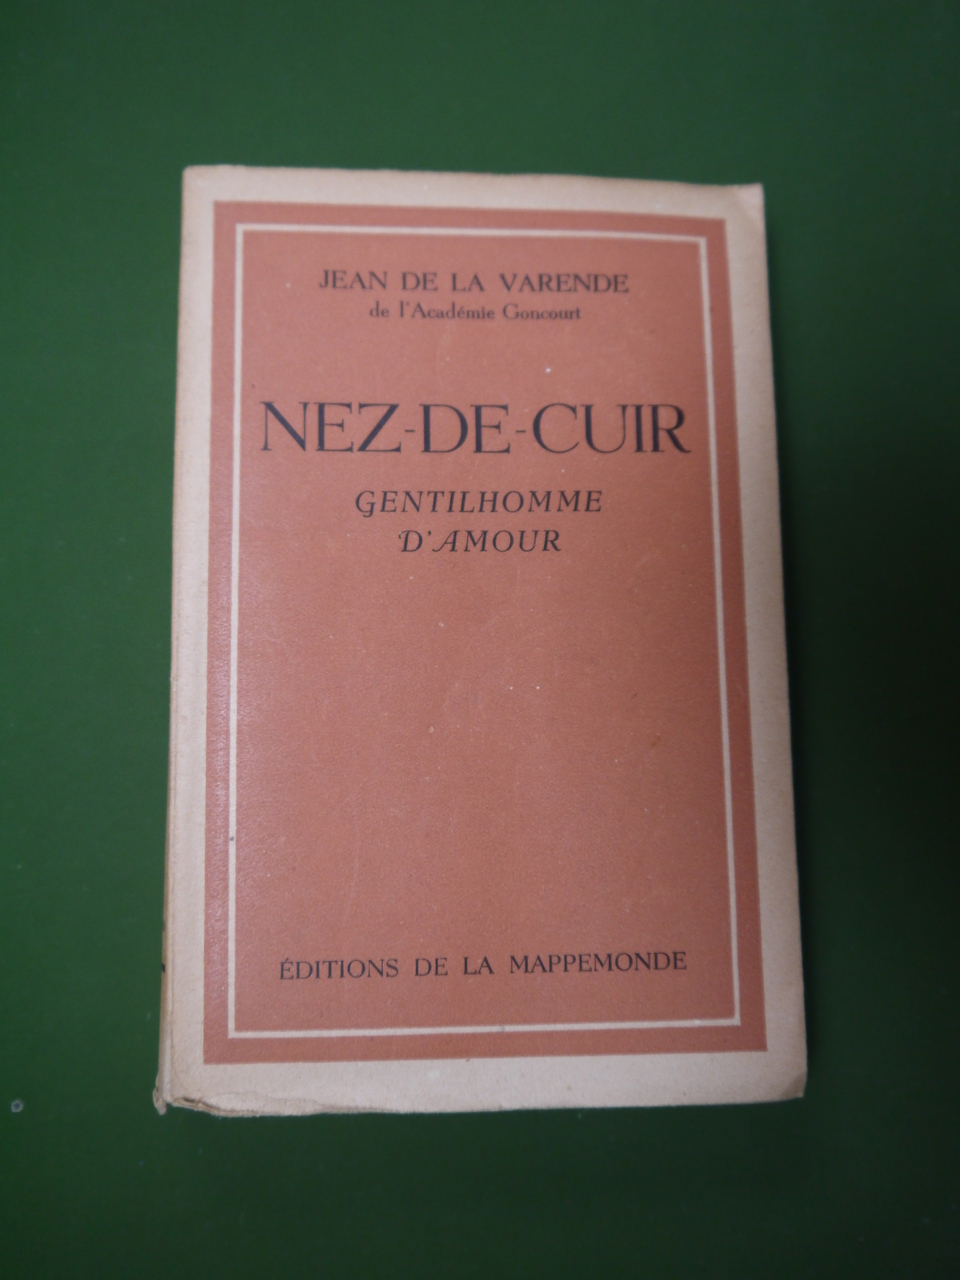 JEAN DE LA VARENDE
de l'Académie Goncourt
NEZ-DE-CUIR
GENTILHOMME
D'AMOUR
ÉDITIONS DE LA MAPPEMONDE